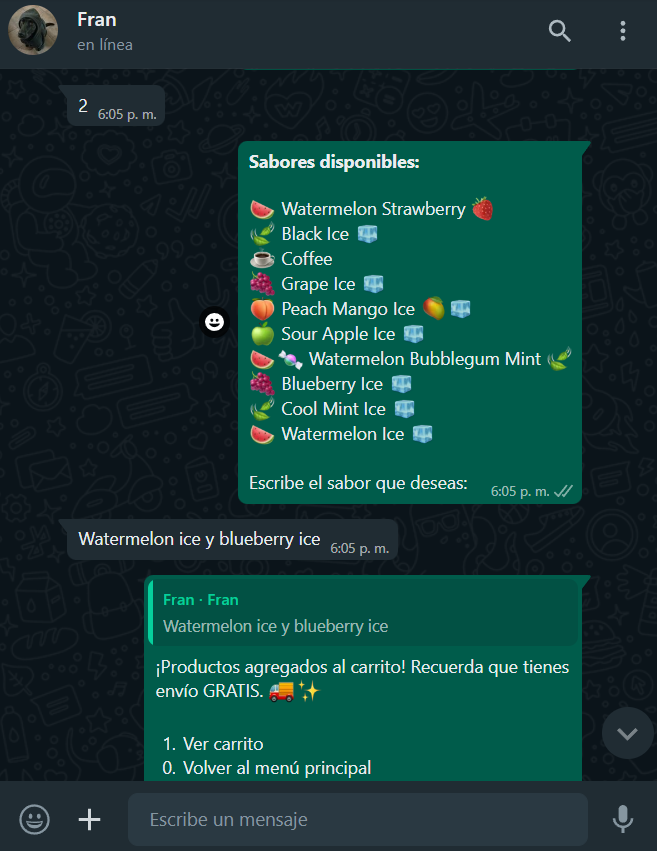 Fran
en línea
2 6:05 p. m.
Sabores disponibles:
🍉 Watermelon Strawberry 🍓
🌿 Black Ice 🧊
☕ Coffee
🍇 Grape Ice 🧊
🍑 Peach Mango Ice 🥭 🧊
🍏 Sour Apple Ice 🧊
🍉 🍬 Watermelon Bubblegum Mint 🌿
🍇 Blueberry Ice 🧊
🌿 Cool Mint Ice 🧊
🍉 Watermelon Ice 🧊
Escribe el sabor que deseas: 6:05 p. m.
Watermelon ice y blueberry ice 6:05 p. m.
Fran · Fran
Watermelon ice y blueberry ice
¡Productos agregados al carrito! Recuerda que tienes
envío GRATIS. 🚚✨
1. Ver carrito
0. Volver al menú principal
Escribe un mensaje